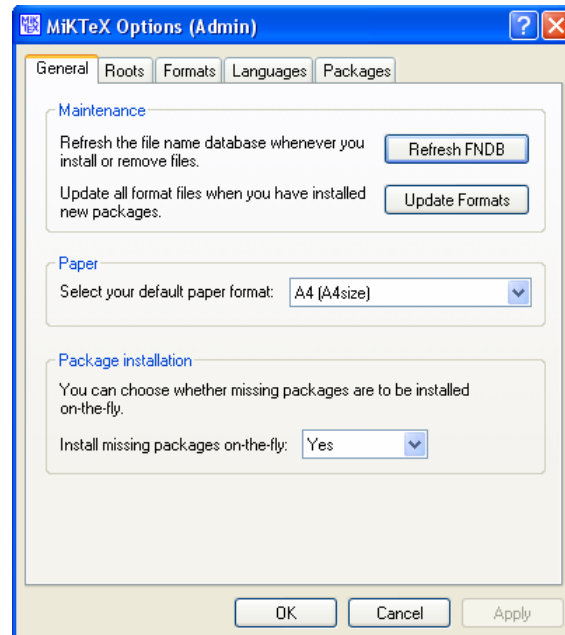 MiKTeX Options (Admin)
General Roots Formats Languages Packages
Maintenance
Refresh the file name database whenever you
install or remove files.
Refresh FNDB
Update all format files when you have installed
new packages.
Update Formats
Paper
Select your default paper format: A4 (A4size)
Package installation
You can choose whether missing packages are to be installed
on-the-fly.
Install missing packages on-the-fly: Yes
OK Cancel Apply